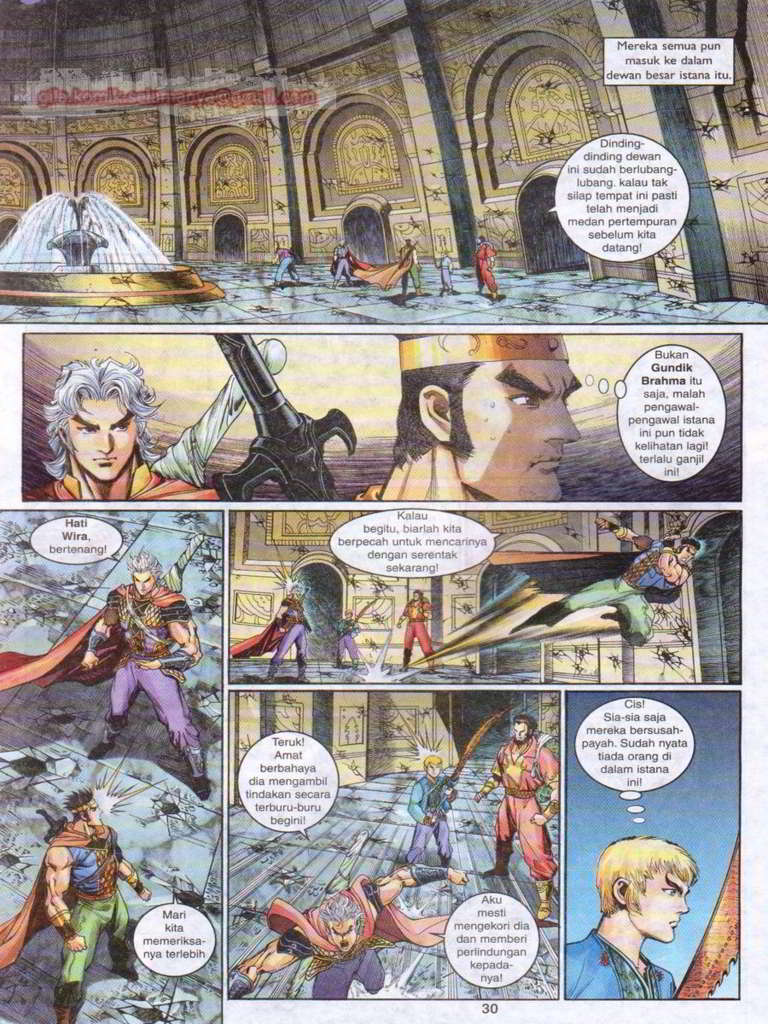 Mereka semua pun
masuk ke dalam
dewan besar istana itu.
Dinding-
dinding dewan
ini sudah berlubang-
lubang. kalau tak
silap tempat ini pasti
telah menjadi
medan pertempuran
sebelum kita
datang!
Bukan
Gundik
Brahma itu
saja, malah
pengawal-
pengawal istana
ini pun tidak
kelihatan lagi!
terlalu ganjil
ini!
Hati
Wira,
bertenang!
Mari
kita
memeriksa-
nya terlebih
Kalau
begitu, biarlah kita
berpecah untuk mencarinya
dengan serentak
sekarang!
Teruk!
Amat
berbahaya
dia mengambil
tindakan secara
terburu-buru
begini!
Aku
mesti
mengekori dia
dan memberi
perlindungan
kepada-
nya!
Cis!
Sia-sia saja
mereka bersusah-
payah. Sudah nyata
tiada orang di
dalam istana
ini!
30